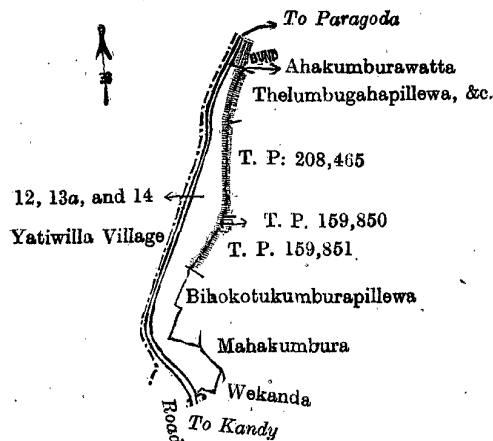 To Paragoda
BUND
Ahakumburawatta
Thelumbugahapillewa, &c.
T. P: 208,465
12, 13a, and 14
Yatiwilla Village
T. P. 159,850
T. P. 159,851
Bihokotukumburapillewa
Mahakumbura
Wekanda
Road
To Kandy